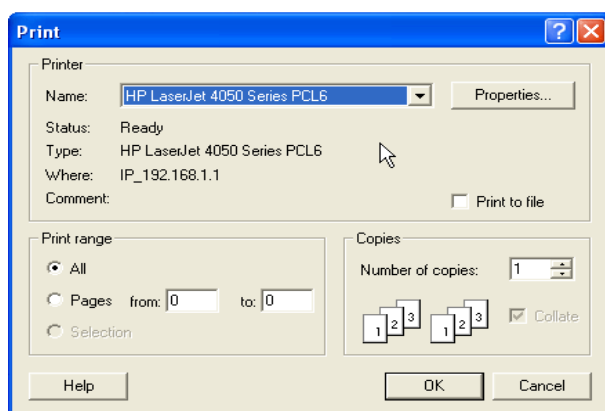 Print
Printer
Name: HP LaserJet 4050 Series PCL6 Properties...
Status: Ready
Type: HP LaserJet 4050 Series PCL6
Where: IP_192.168.1.1
Comment: Print to file
Print range
All
Pages from: 0 to: 0
Selection
Copies
Number of copies: 1
1 2 3 1 2 3 Collate
Help OK Cancel